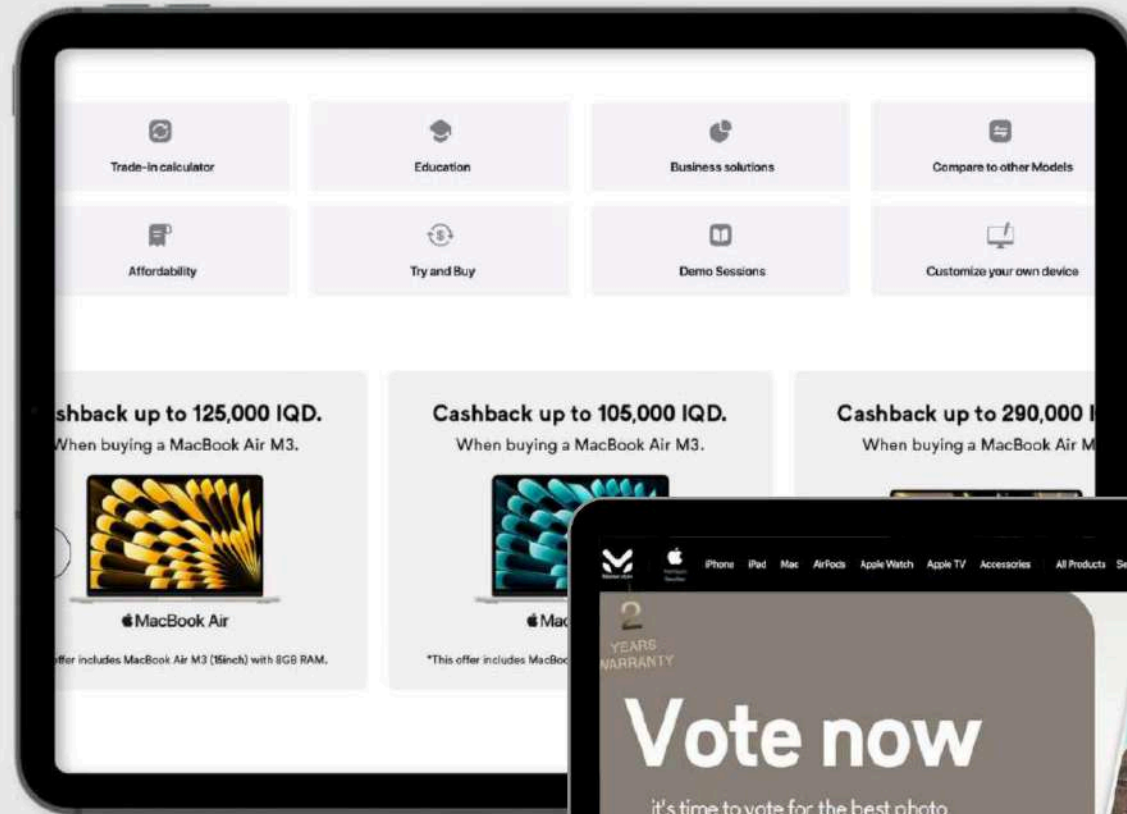 Trade-in calculator
Education
Business solutions
Compare to other Models
Affordability
Try and Buy
Demo Sessions
Customize your own device
shback up to 125,000 IQD.
When buying a MacBook Air M3.
MacBook Air
offer includes MacBook Air M3 (15inch) with 8GB RAM.
Cashback up to 105,000 IQD.
When buying a MacBook Air M3.
Mac
*This offer includes MacBoo
Cashback up to 290,000 I
When buying a MacBook Air M
iPhone iPad Mac AirPods Apple Watch Apple TV Accessories All Products Se
2
YEARS
WARRANTY
Vote now
it's time to vote for the best photo